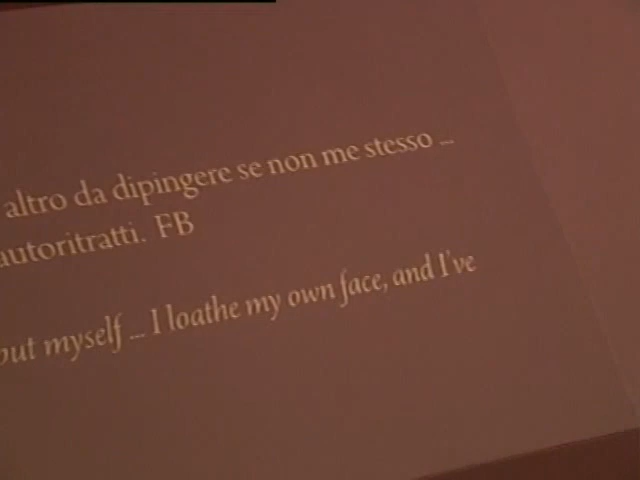 altro da dipingere se non me stesso ...
autoritratti. FB
but myself ... I loathe my own face, and I've